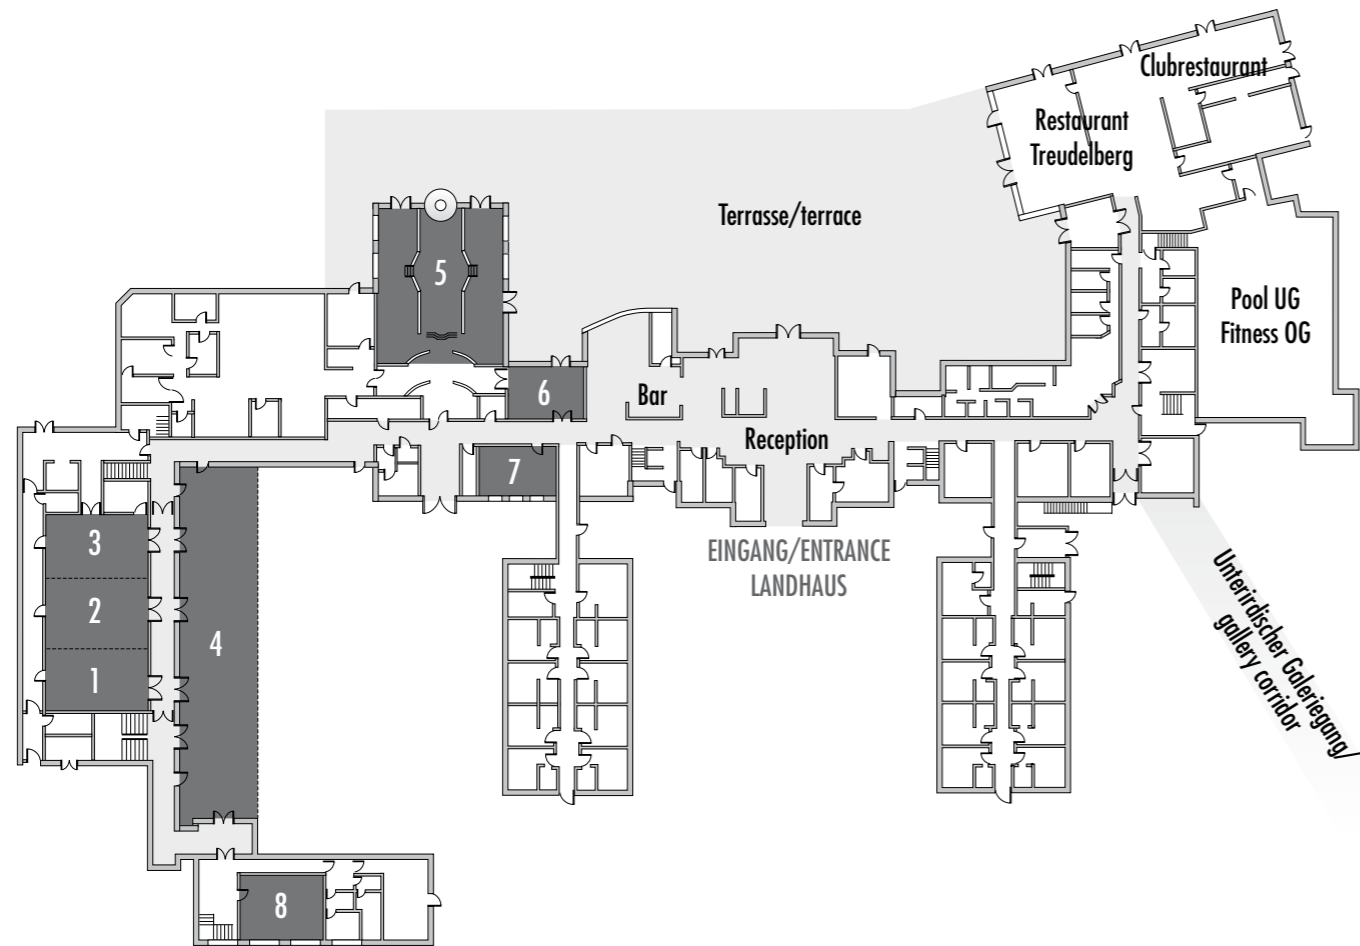 Clubrestaurant
Restaurant
Treudelberg
Terrasse/terrace
5
Pool UG
Fitness OG
6
Bar
Reception
7
3
EINGANG/ENTRANCE
LANDHAUS
2
4
1
Unterirdischer Galeriegang/
gallery corridor
8